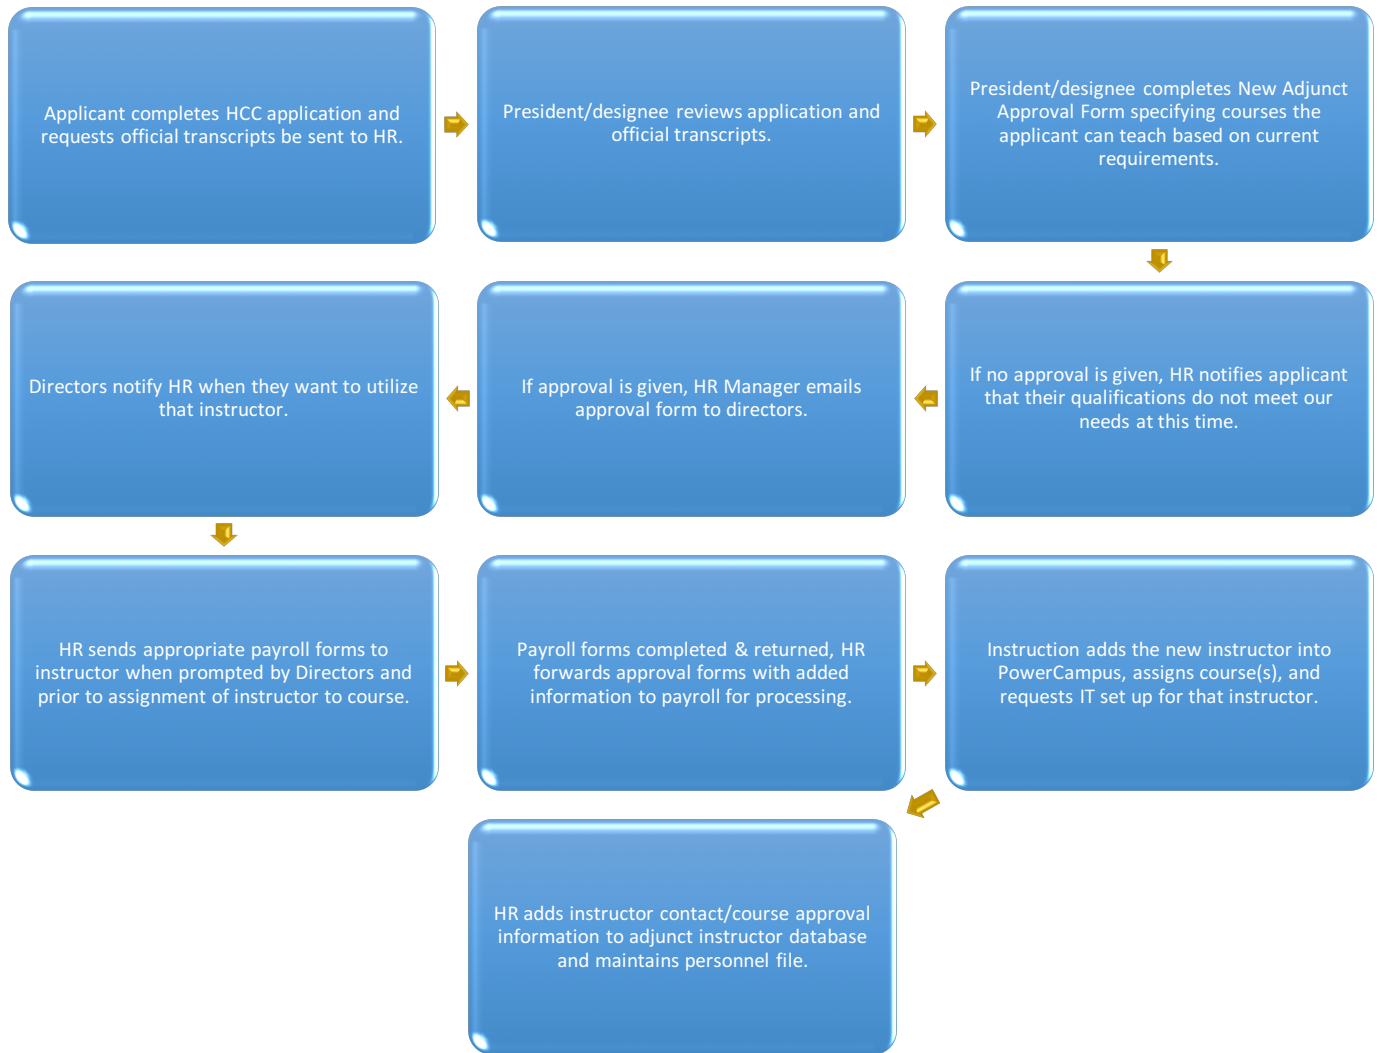 Applicant completes HCC application and
requests official transcripts be sent to HR.
President/designee reviews application and
official transcripts.
President/designee completes New Adjunct
Approval Form specifying courses the
applicant can teach based on current
requirements.
If no approval is given, HR notifies applicant
that their qualifications do not meet our
needs at this time.
If approval is given, HR Manager emails
approval form to directors.
Directors notify HR when they want to utilize
that instructor.
HR sends appropriate payroll forms to
instructor when prompted by Directors and
prior to assignment of instructor to course.
Payroll forms completed & returned, HR
forwards approval forms with added
information to payroll for processing.
Instruction adds the new instructor into
PowerCampus, assigns course(s), and
requests IT set up for that instructor.
HR adds instructor contact/course approval
information to adjunct instructor database
and maintains personnel file.